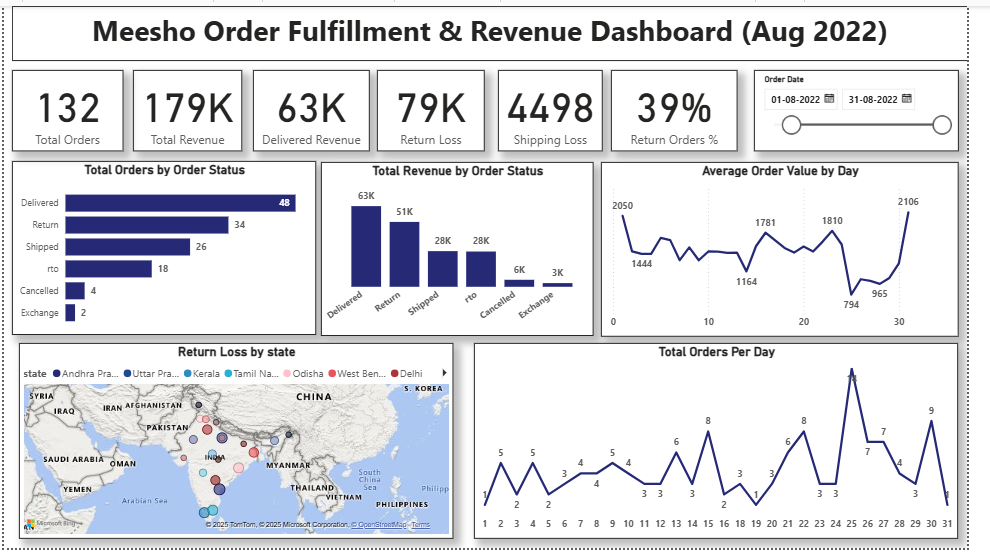 Meesho Order Fulfillment & Revenue Dashboard (Aug 2022)
132
Total Orders
179K
Total Revenue
63K
Delivered Revenue
79K
Return Loss
4498
Shipping Loss
39%
Return Orders %
Order Date
01-08-2022 31-08-2022
Total Orders by Order Status
Delivered 48
Return 34
Shipped 26
rto 18
Cancelled 4
Exchange 2
Total Revenue by Order Status
63K 51K 28K 28K 6K 3K
Delivered Return Shipped rto Cancelled Exchange
Average Order Value by Day
2050 1444 1164 1781 1810 794 965 2106
0 10 20 30
Return Loss by state
state Andhra Pra... Uttar Pra... Kerala Tamil Na... Odisha West Ben... Delhi
S. KOREA
SYRIA
CHINA
IRAQ
IRAN AFGHANISTAN
PAKISTAN
SAUDI ARABIA
OMAN
INDIA
MYANMAR
YEMEN
THAILAND
South
China
Sea
Philipp
VIETNAM
Arabian Sea
PHILIPPINES
Microsoft Bing
© 2025 TomTom, © 2025 Microsoft Corporation, © OpenStreetMap Terms
Total Orders Per Day
1 5 2 5 2 3 4 4 5 4 3 3 6 3 8 2 3 1 3 6 8 3 3 14 7 7 4 3 9 1
1 2 3 4 5 6 7 8 9 10 11 12 13 14 15 16 18 19 20 21 22 23 24 25 26 27 28 29 30 31